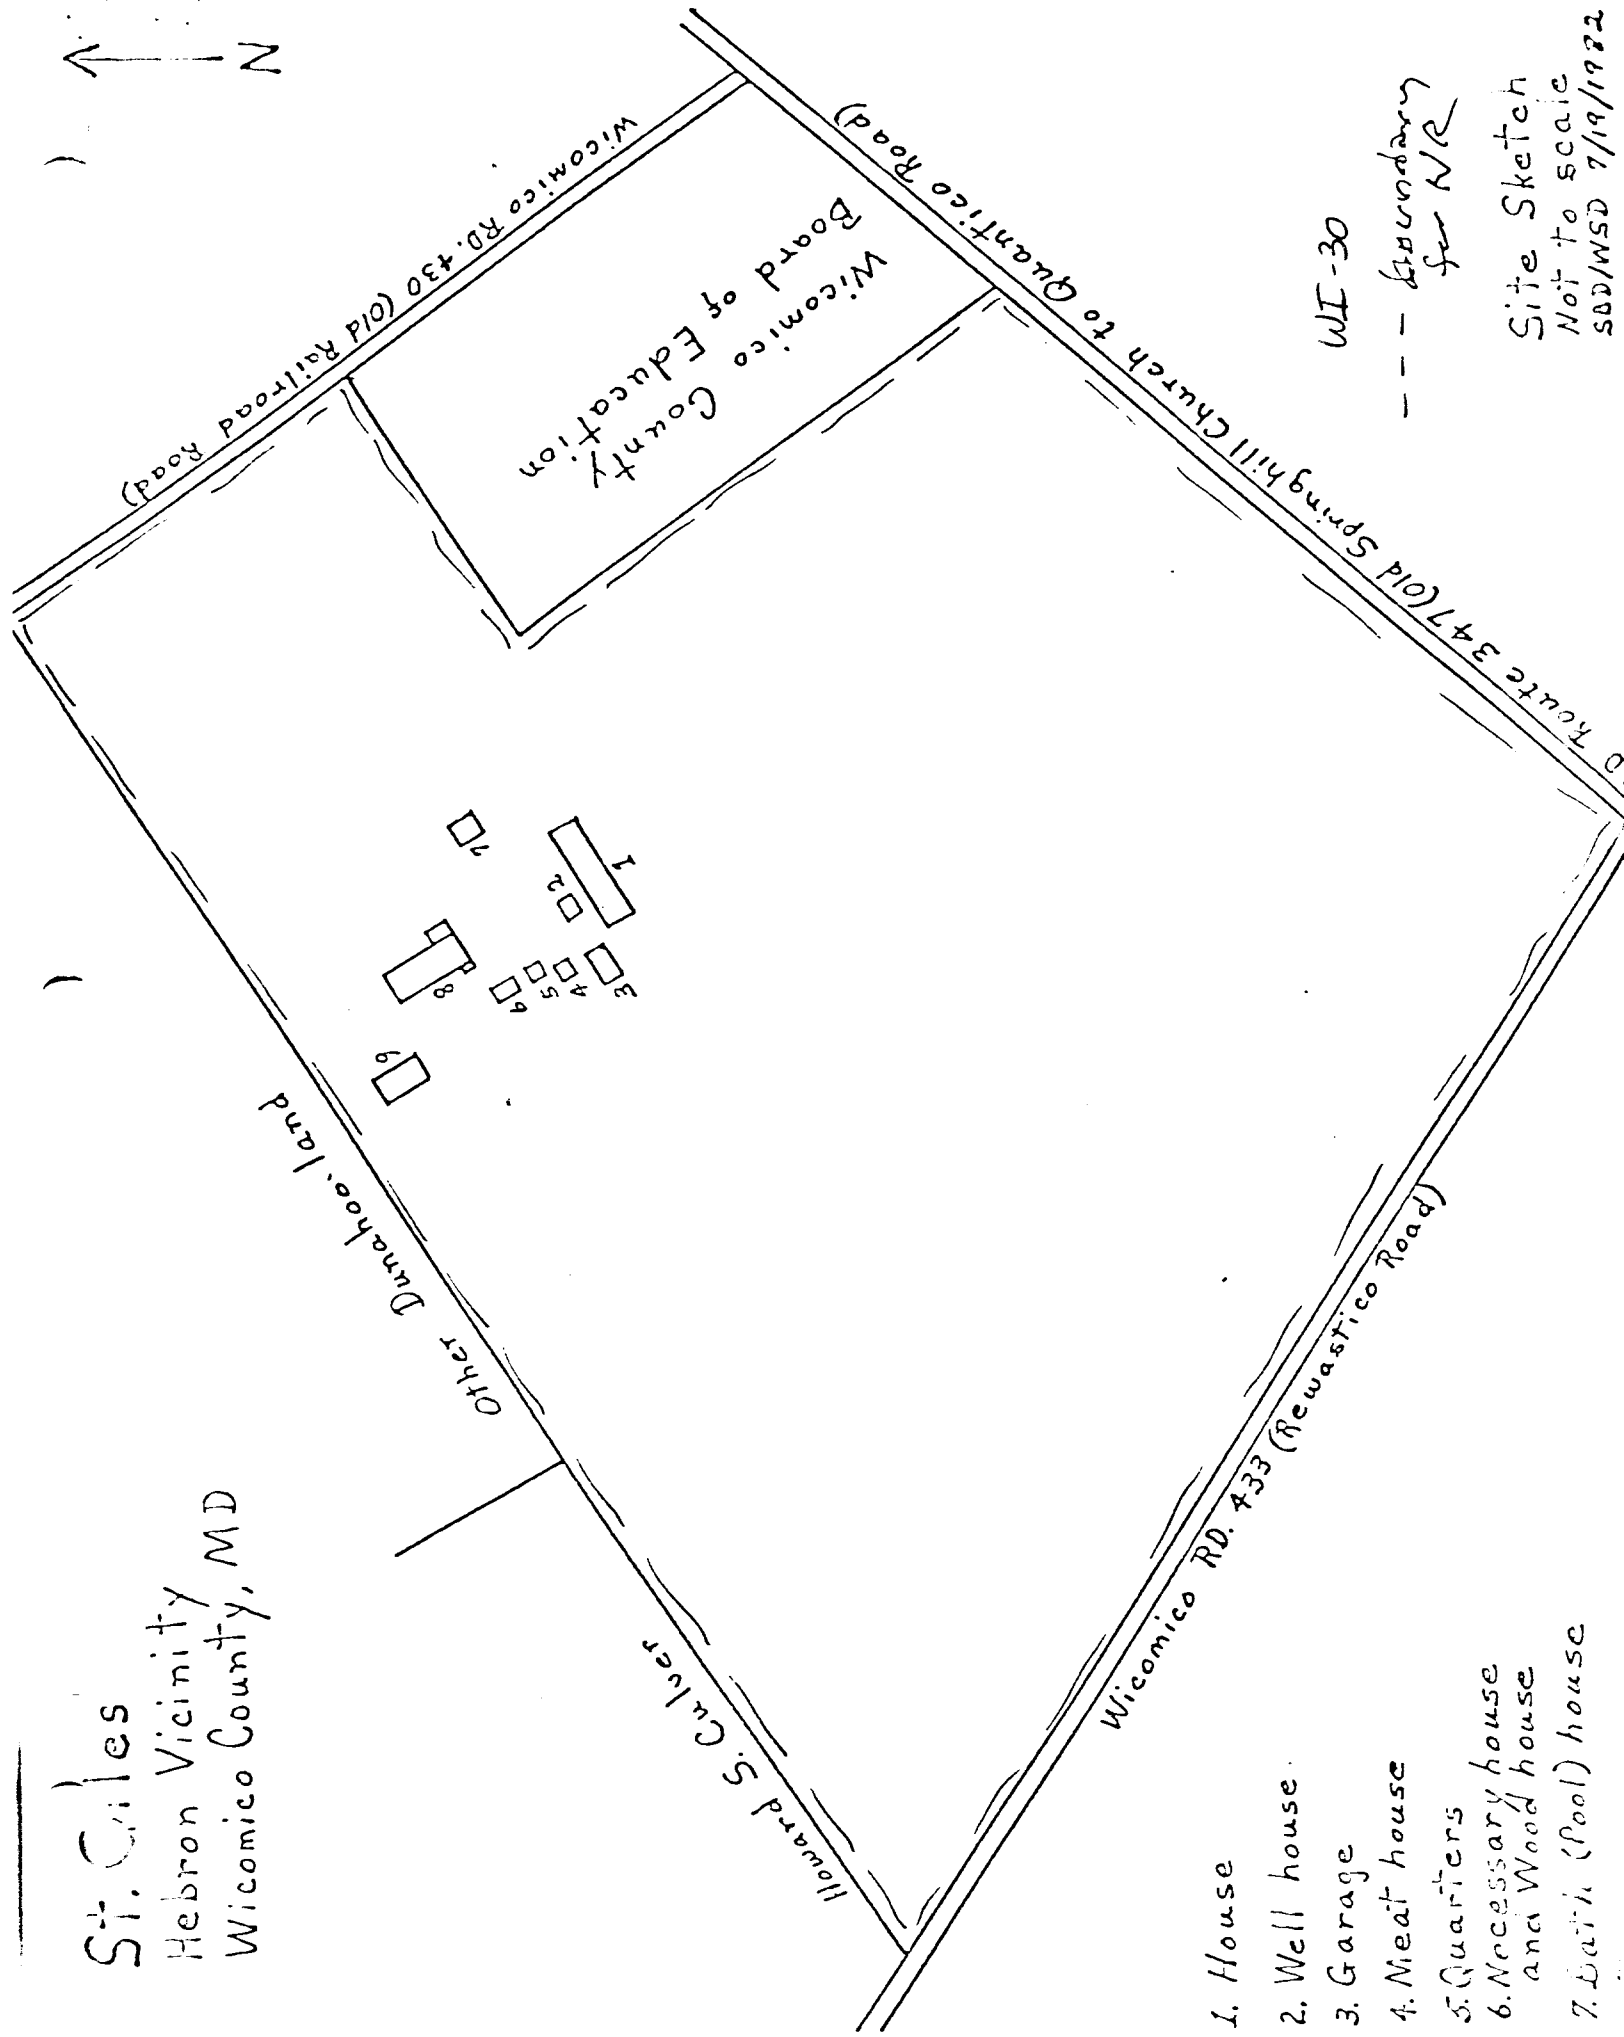 St. Giles
Hebron Vicinity
Wicomico County, MD
N
Howard S. Culver
Other Dunahoo land
Wicomico RD. 430 (Old Railroad Road)
Wicomico County
Board of Education
Route 347 (Old Springhill Church to Quantico Road)
Wicomico RD. 433 (Rewastico Road)
1
2
3
4
5
6
7
8
9
1. House
2. Well house
3. Garage
4. Meat house
5. Quarters
6. Necessary house
and Wood house
7. Bath (Pool) house
WI-30
--- boundary
for NR
Site Sketch
Not to scale
SBD/WSD 7/19/1982